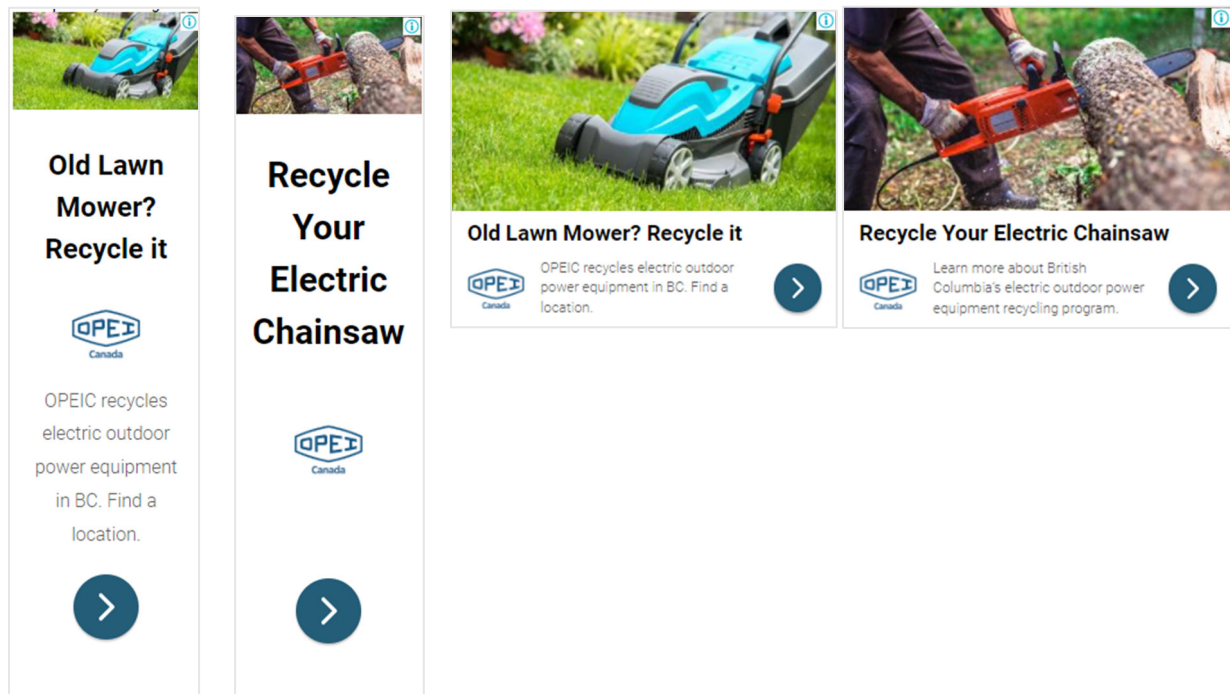 Old Lawn
Mower?
Recycle it
OPEI
Canada
OPEIC recycles
electric outdoor
power equipment
in BC. Find a
location.
Recycle
Your
Electric
Chainsaw
OPEI
Canada
Old Lawn Mower? Recycle it
OPEI
Canada
OPEIC recycles electric outdoor
power equipment in BC. Find a
location.
Recycle Your Electric Chainsaw
OPEI
Canada
Learn more about British
Columbia's electric outdoor power
equipment recycling program.